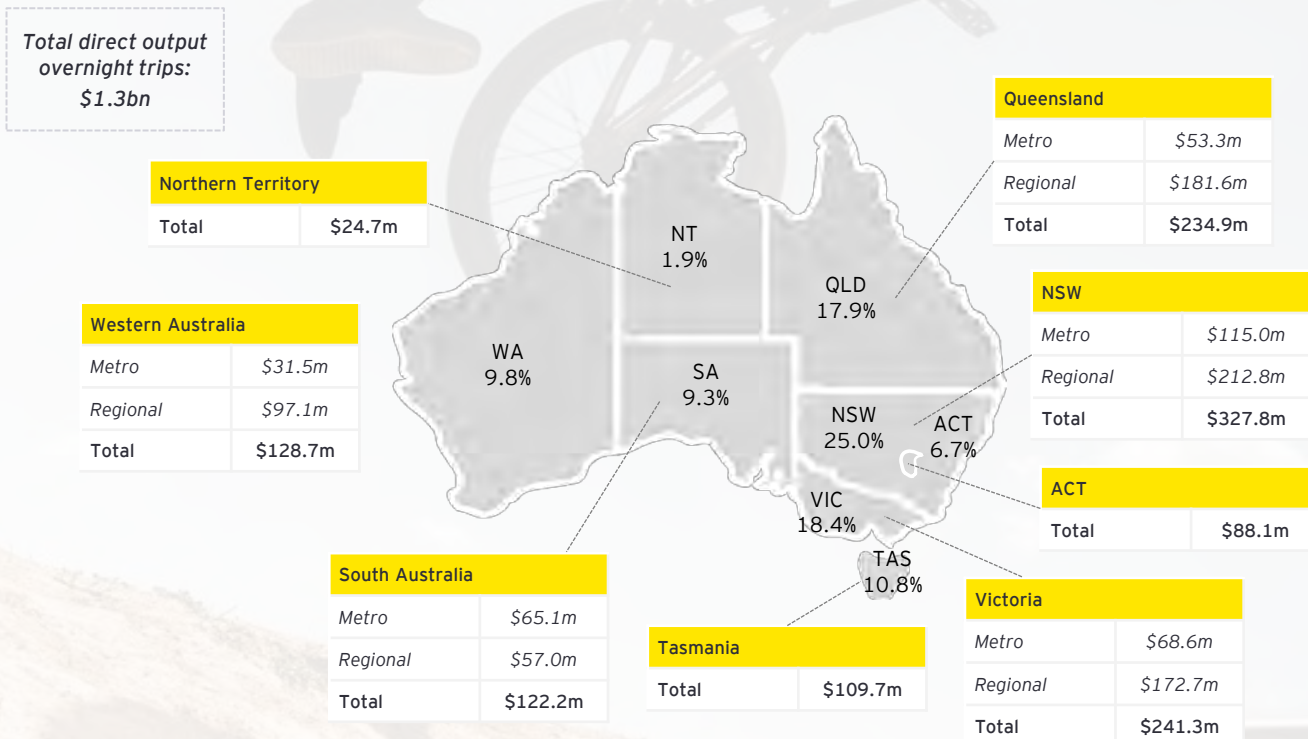 Total direct output
overnight trips:
$1.3bn
Queensland
Metro $53.3m
Regional $181.6m
Total $234.9m
Northern Territory
Total $24.7m
NT
1.9%
QLD
17.9%
NSW
Metro $115.0m
Regional $212.8m
Total $327.8m
Western Australia
Metro $31.5m
Regional $97.1m
Total $128.7m
WA
9.8%
SA
9.3%
NSW
25.0%
ACT
6.7%
VIC
18.4%
TAS
10.8%
ACT
Total $88.1m
South Australia
Metro $65.1m
Regional $57.0m
Total $122.2m
Tasmania
Total $109.7m
Victoria
Metro $68.6m
Regional $172.7m
Total $241.3m